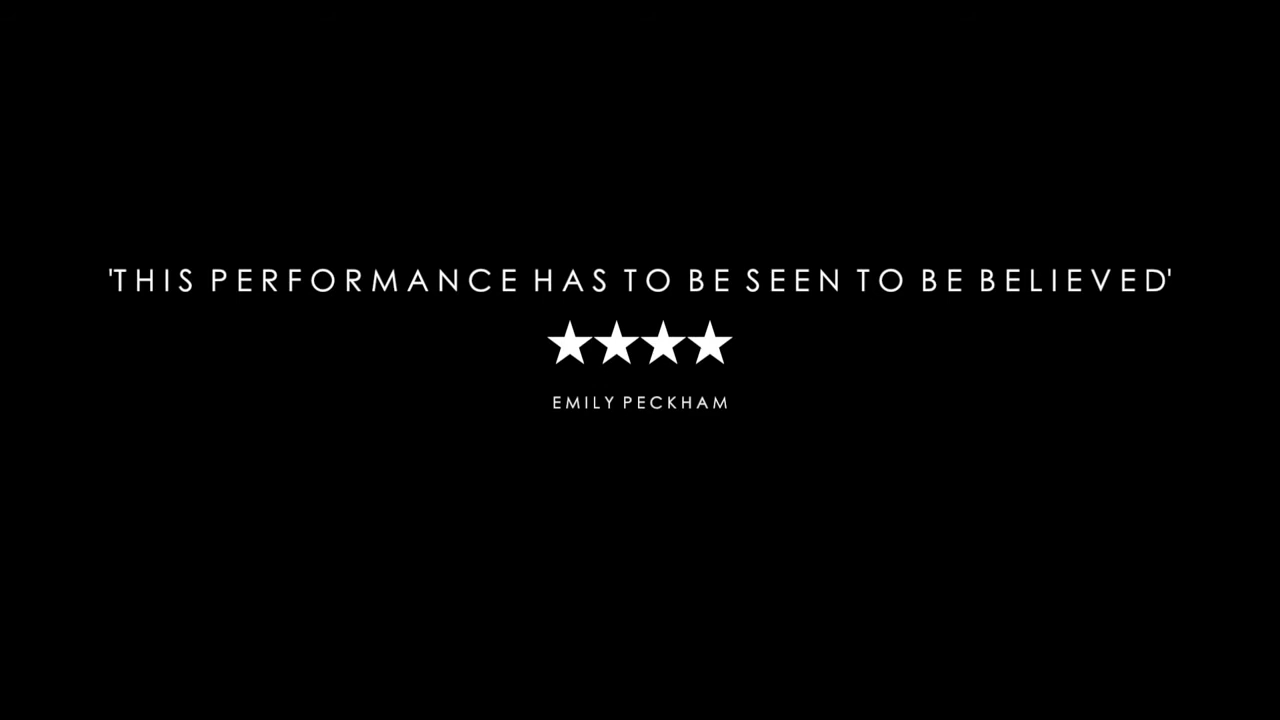 'THIS PERFORMANCE HAS TO BE SEEN TO BE BELIEVED'
★★★★
EMILY PECKHAM